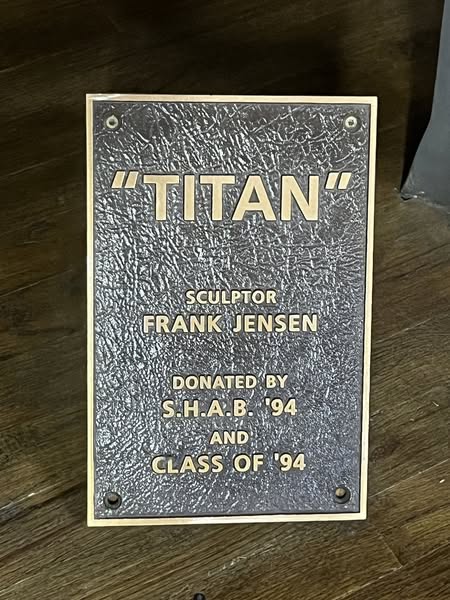 “TITAN”
SCULPTOR
FRANK JENSEN
DONATED BY
S.H.A.B. '94
AND
CLASS OF '94